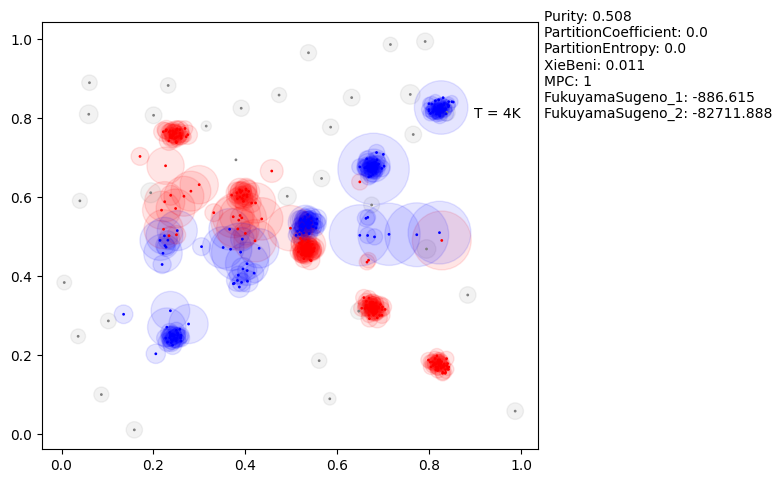 Purity: 0.508
PartitionCoefficient: 0.0
PartitionEntropy: 0.0
XieBeni: 0.011
MPC: 1
FukuyamaSugeno_1: -886.615
FukuyamaSugeno_2: -82711.888
T = 4K
1.0
0.8
0.6
0.4
0.2
0.0
0.0 0.2 0.4 0.6 0.8 1.0